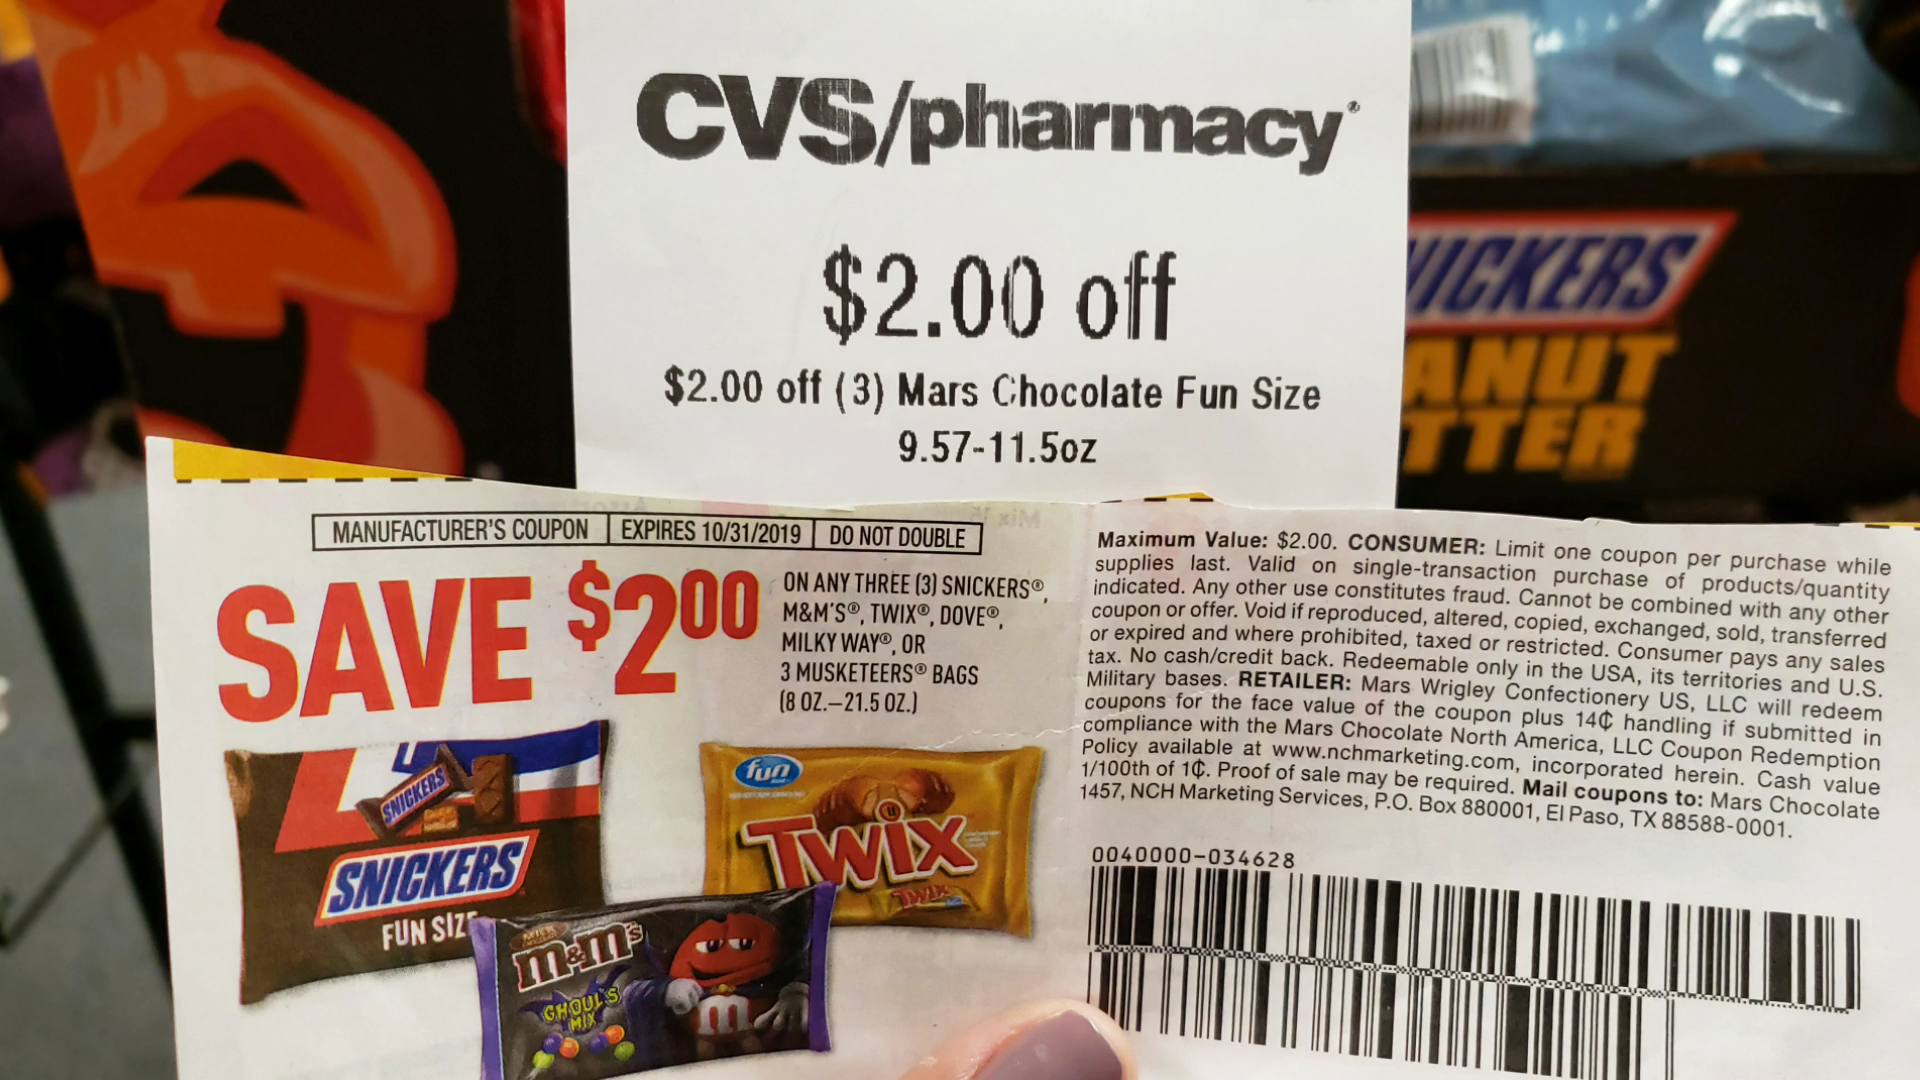 CVS/pharmacy®
$2.00 off
$2.00 off (3) Mars Chocolate Fun Size
9.57-11.5oz
NICKERS
ANUT
TTER
MANUFACTURER'S COUPON | EXPIRES 10/31/2019 | DO NOT DOUBLE
SAVE $2.00
ON ANY THREE (3) SNICKERS®,
M&M'S®, TWIX®, DOVE®,
MILKY WAY®, OR
3 MUSKETEERS® BAGS
(8 OZ.–21.5 OZ.)
SNICKERS
SNICKERS
FUN SIZE
fun
TWIX
TWIX
MILK
m&m's
GHOUL'S
MIX
m
Maximum Value: $2.00. CONSUMER: Limit one coupon per purchase while
supplies last. Valid on single-transaction purchase of products/quantity
indicated. Any other use constitutes fraud. Cannot be combined with any other
coupon or offer. Void if reproduced, altered, copied, exchanged, sold, transferred
or expired and where prohibited, taxed or restricted. Consumer pays any sales
tax. No cash/credit back. Redeemable only in the USA, its territories and U.S.
Military bases. RETAILER: Mars Wrigley Confectionery US, LLC will redeem
coupons for the face value of the coupon plus 14¢ handling if submitted in
compliance with the Mars Chocolate North America, LLC Coupon Redemption
Policy available at www.nchmarketing.com, incorporated herein. Cash value
1/100th of 1¢. Proof of sale may be required. Mail coupons to: Mars Chocolate
1457, NCH Marketing Services, P.O. Box 880001, El Paso, TX 88588-0001.
0040000-034628